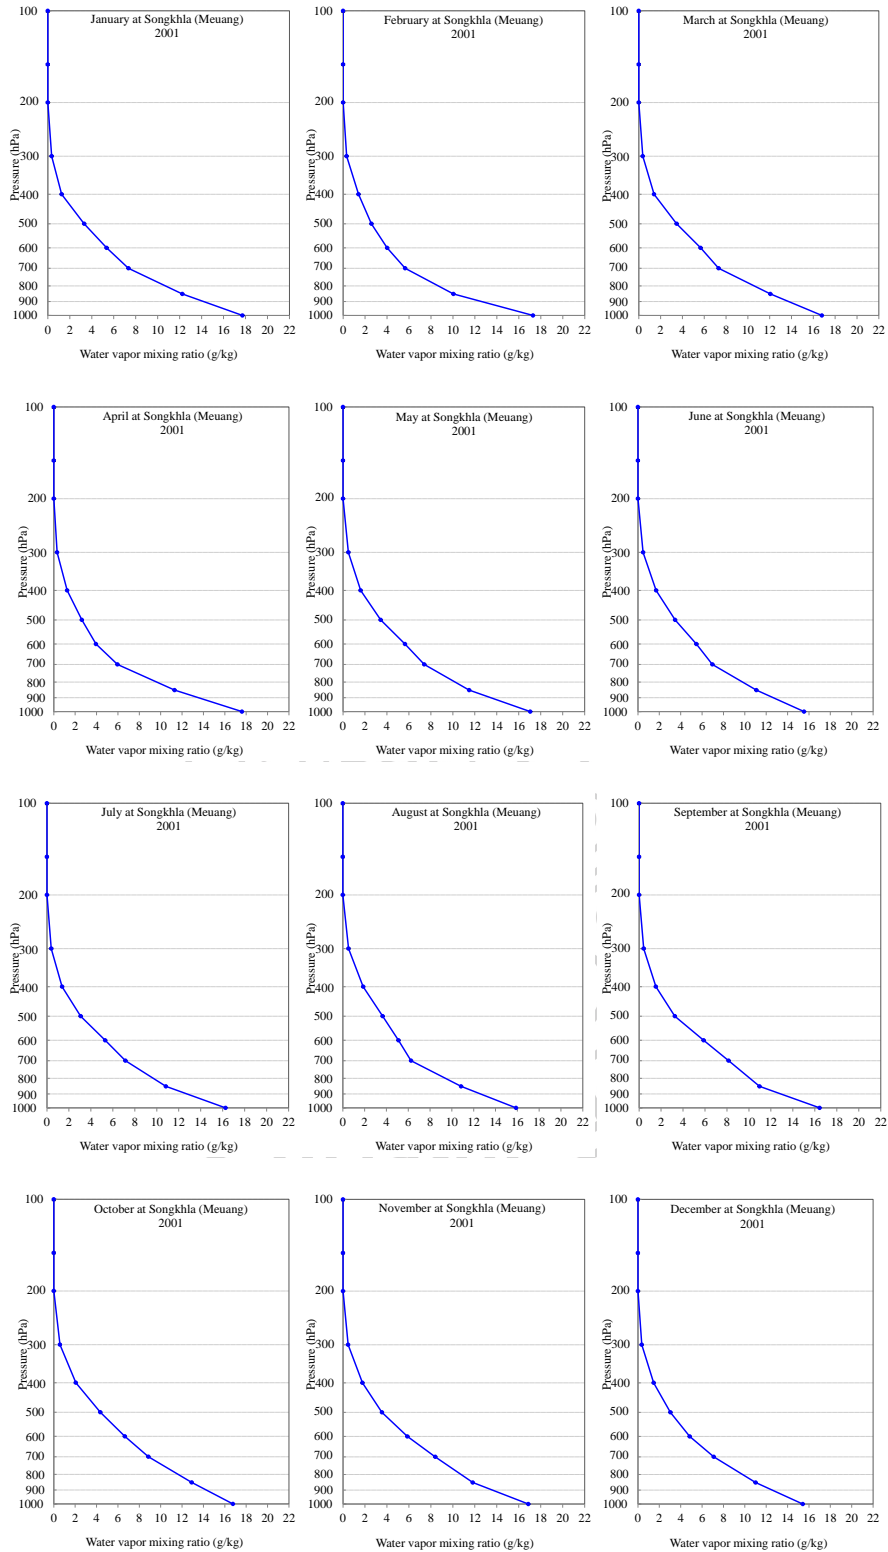 January at Songkhla (Meuang)
2001
Pressure (hPa)
100
200
300
400
500
600
700
800
900
1000
0 2 4 6 8 10 12 14 16 18 20 22
Water vapor mixing ratio (g/kg)
February at Songkhla (Meuang)
2001
Pressure (hPa)
100
200
300
400
500
600
700
800
900
1000
0 2 4 6 8 10 12 14 16 18 20 22
Water vapor mixing ratio (g/kg)
March at Songkhla (Meuang)
2001
Pressure (hPa)
100
200
300
400
500
600
700
800
900
1000
0 2 4 6 8 10 12 14 16 18 20 22
Water vapor mixing ratio (g/kg)
April at Songkhla (Meuang)
2001
Pressure (hPa)
100
200
300
400
500
600
700
800
900
1000
0 2 4 6 8 10 12 14 16 18 20 22
Water vapor mixing ratio (g/kg)
May at Songkhla (Meuang)
2001
Pressure (hPa)
100
200
300
400
500
600
700
800
900
1000
0 2 4 6 8 10 12 14 16 18 20 22
Water vapor mixing ratio (g/kg)
June at Songkhla (Meuang)
2001
Pressure (hPa)
100
200
300
400
500
600
700
800
900
1000
0 2 4 6 8 10 12 14 16 18 20 22
Water vapor mixing ratio (g/kg)
July at Songkhla (Meuang)
2001
Pressure (hPa)
100
200
300
400
500
600
700
800
900
1000
0 2 4 6 8 10 12 14 16 18 20 22
Water vapor mixing ratio (g/kg)
August at Songkhla (Meuang)
2001
Pressure (hPa)
100
200
300
400
500
600
700
800
900
1000
0 2 4 6 8 10 12 14 16 18 20 22
Water vapor mixing ratio (g/kg)
September at Songkhla (Meuang)
2001
Pressure (hPa)
100
200
300
400
500
600
700
800
900
1000
0 2 4 6 8 10 12 14 16 18 20 22
Water vapor mixing ratio (g/kg)
October at Songkhla (Meuang)
2001
Pressure (hPa)
100
200
300
400
500
600
700
800
900
1000
0 2 4 6 8 10 12 14 16 18 20 22
Water vapor mixing ratio (g/kg)
November at Songkhla (Meuang)
2001
Pressure (hPa)
100
200
300
400
500
600
700
800
900
1000
0 2 4 6 8 10 12 14 16 18 20 22
Water vapor mixing ratio (g/kg)
December at Songkhla (Meuang)
2001
Pressure (hPa)
100
200
300
400
500
600
700
800
900
1000
0 2 4 6 8 10 12 14 16 18 20 22
Water vapor mixing ratio (g/kg)